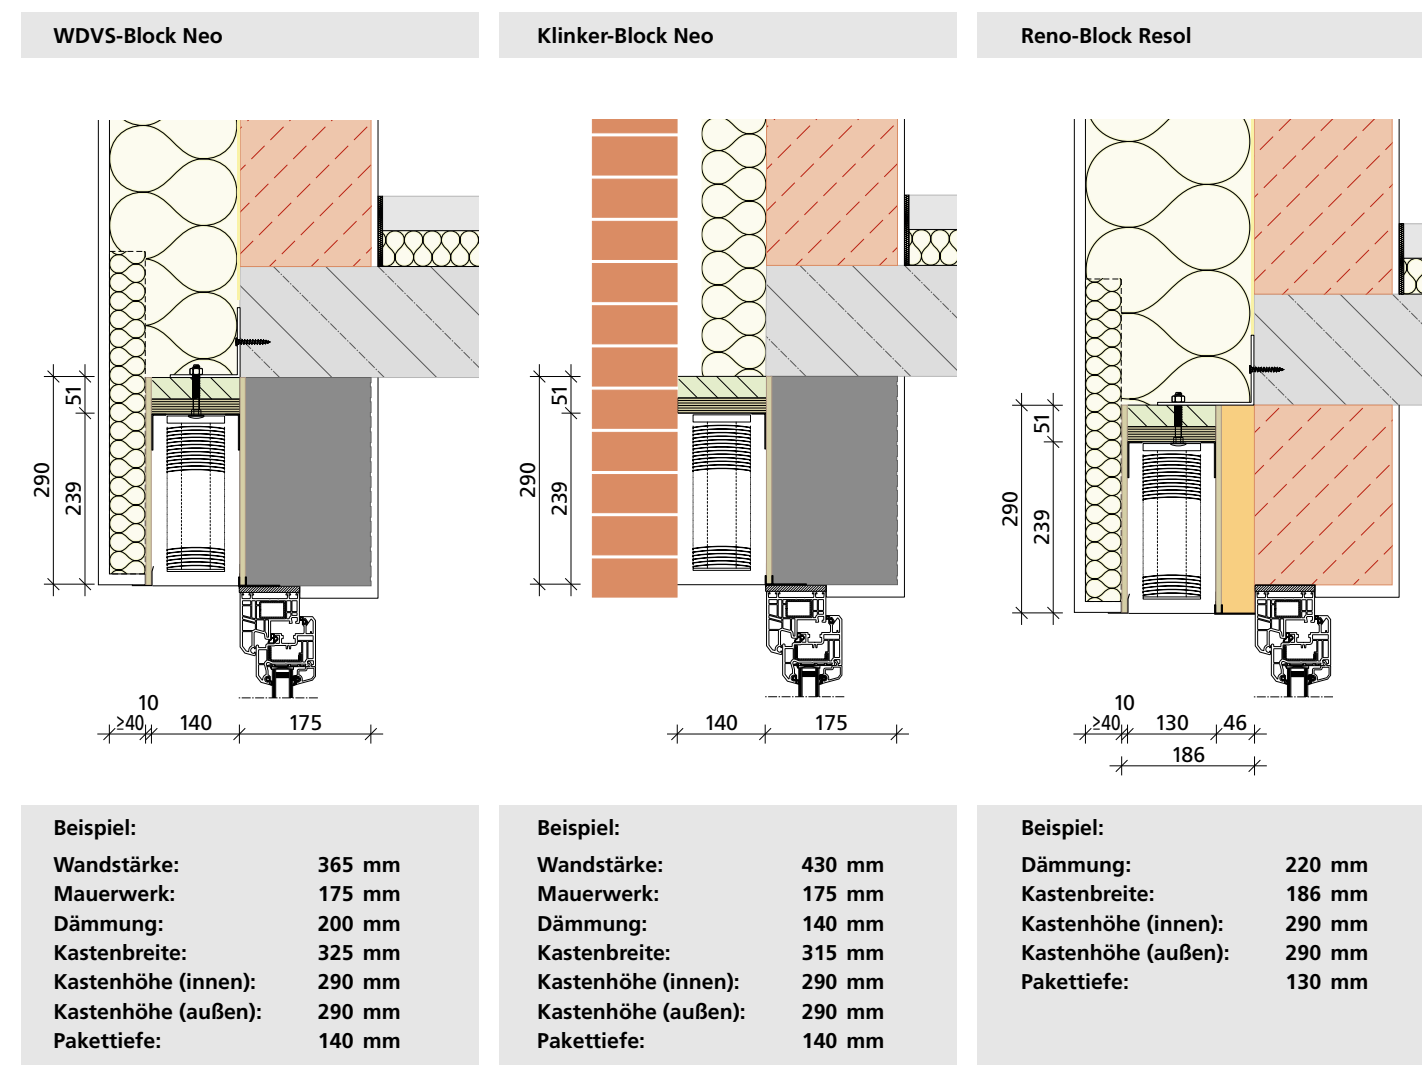 WDVS-Block Neo
Klinker-Block Neo
Reno-Block Resol
51
290
239
10
≥40
140
175
51
290
239
140
175
51
290
239
10
≥40
130
46
186
Beispiel:
Wandstärke: 365 mm
Mauerwerk: 175 mm
Dämmung: 200 mm
Kastenbreite: 325 mm
Kastenhöhe (innen): 290 mm
Kastenhöhe (außen): 290 mm
Pakettiefe: 140 mm
Beispiel:
Wandstärke: 430 mm
Mauerwerk: 175 mm
Dämmung: 140 mm
Kastenbreite: 315 mm
Kastenhöhe (innen): 290 mm
Kastenhöhe (außen): 290 mm
Pakettiefe: 140 mm
Beispiel:
Dämmung: 220 mm
Kastenbreite: 186 mm
Kastenhöhe (innen): 290 mm
Kastenhöhe (außen): 290 mm
Pakettiefe: 130 mm